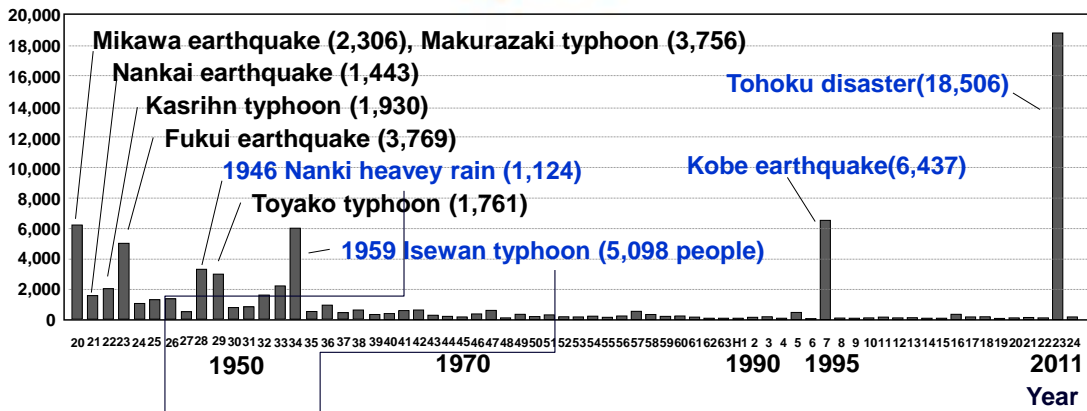 20,000
18,000
16,000
14,000
12,000
10,000
8,000
6,000
4,000
2,000
0
Mikawa earthquake (2,306), Makurazaki typhoon (3,756)
Nankai earthquake (1,443)
Kasrihn typhoon (1,930)
Fukui earthquake (3,769)
1946 Nanki heavey rain (1,124)
Toyako typhoon (1,761)
1959 Isewan typhoon (5,098 people)
Tohoku disaster(18,506)
Kobe earthquake(6,437)
20 21 22 23 24 25 26 27 28 29 30 31 32 33 34 35 36 37 38 39 40 41 42 43 44 45 46 47 48 49 50 51 52 53 54 55 56 57 58 59 60 61 62 63 H1 2 3 4 5 6 7 8 9 10 11 12 13 14 15 16 17 18 19 20 21 22 23 24
1950 1970 1990 1995 2011
Year